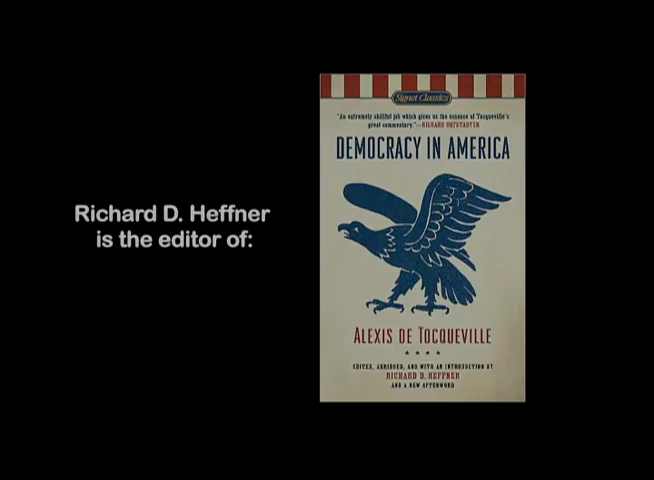 Richard D. Heffner
is the editor of:
Signet Classics
"An extremely skillful job which gives us the essence of Tocqueville's
great commentary."—RICHARD HOFSTADTER
DEMOCRACY IN AMERICA
ALEXIS DE TOCQUEVILLE
★ ★ ★ ★
EDITED, ABRIDGED, AND WITH AN INTRODUCTION BY
RICHARD D. HEFFNER
AND A NEW AFTERWORD